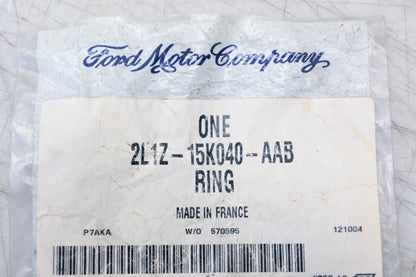 Ford Motor Company
ONE
2L1Z-15K040-AAB
RING
MADE IN FRANCE
P7AKA W/O 570595 121004